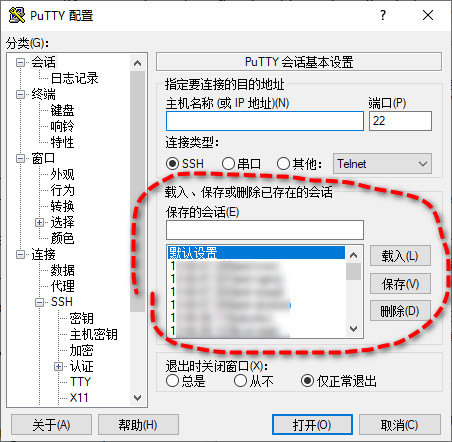 PuTTY 配置
分类(G):
会话
日志记录
终端
键盘
响铃
特性
窗口
外观
行为
转换
选择
颜色
连接
数据
代理
SSH
密钥
主机密钥
加密
认证
TTY
X11
PuTTY 会话基本设置
指定要连接的目的地址
主机名称 (或 IP 地址)(N) 端口(P)
22
连接类型:
SSH 串口 其他: Telnet
载入、保存或删除已存在的会话
保存的会话(E)
默认设置
1
1
1
1
1
载入(L)
保存(V)
删除(D)
退出时关闭窗口(X):
总是 从不 仅正常退出
关于(A) 帮助(H) 打开(O) 取消(C)